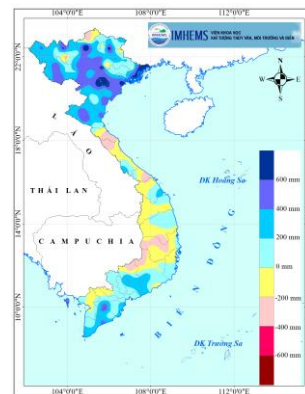 104°0'0"E 108°0'0"E 112°0'0"E
IMHEMS
VIỆN KHOA HỌC
KHÍ TƯỢNG THỦY VĂN, MÔI TRƯỜNG VÀ BIỂN
22°0'0"N
N
W E
S
18°0'0"N
LÀO
ĐK Hoàng Sa
THÁI LAN
600 mm
400 mm
200 mm
0 mm
-200 mm
-400 mm
-600 mm
14°0'0"N
CAMPUCHIA
BIỂN ĐÔNG
10°0'0"N
ĐK Trường Sa
104°0'0"E 108°0'0"E 112°0'0"E